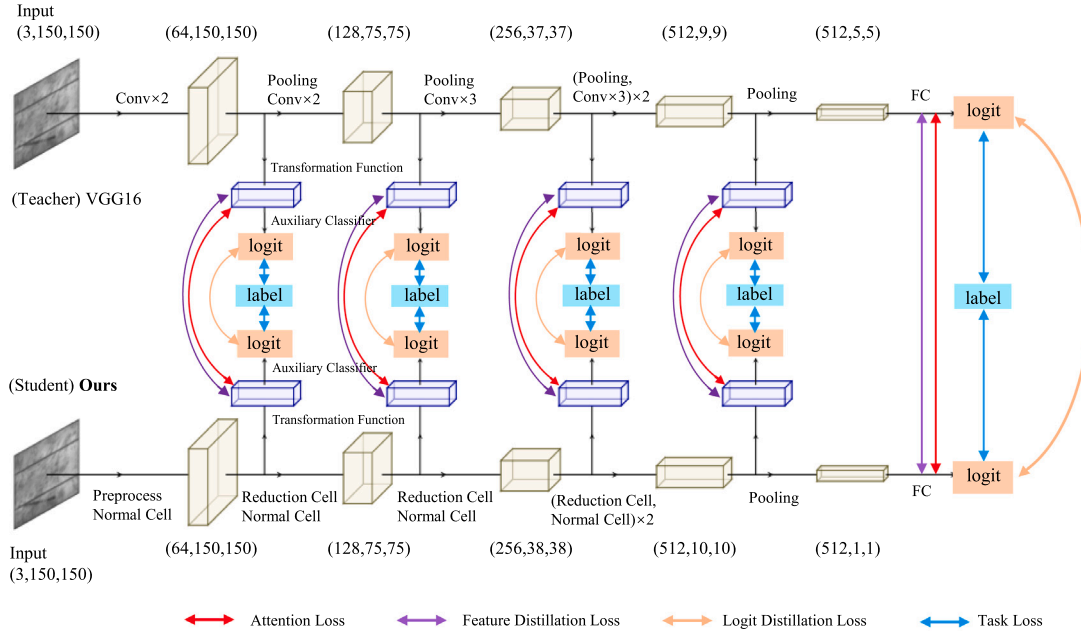 Input
(3,150,150)
(64,150,150)
(128,75,75)
(256,37,37)
(512,9,9)
(512,5,5)
Conv×2
Pooling
Conv×2
Pooling
Conv×3
(Pooling,
Conv×3)×2
Pooling
FC
logit
Transformation Function
(Teacher) VGG16
Auxiliary Classifier
logit
logit
logit
logit
label
label
label
label
label
logit
logit
logit
logit
Auxiliary Classifier
(Student) Ours
Transformation Function
Preprocess
Normal Cell
Reduction Cell
Normal Cell
Reduction Cell
Normal Cell
(Reduction Cell,
Normal Cell)×2
Pooling
FC
logit
Input
(3,150,150)
(64,150,150)
(128,75,75)
(256,38,38)
(512,10,10)
(512,1,1)
Attention Loss
Feature Distillation Loss
Logit Distillation Loss
Task Loss